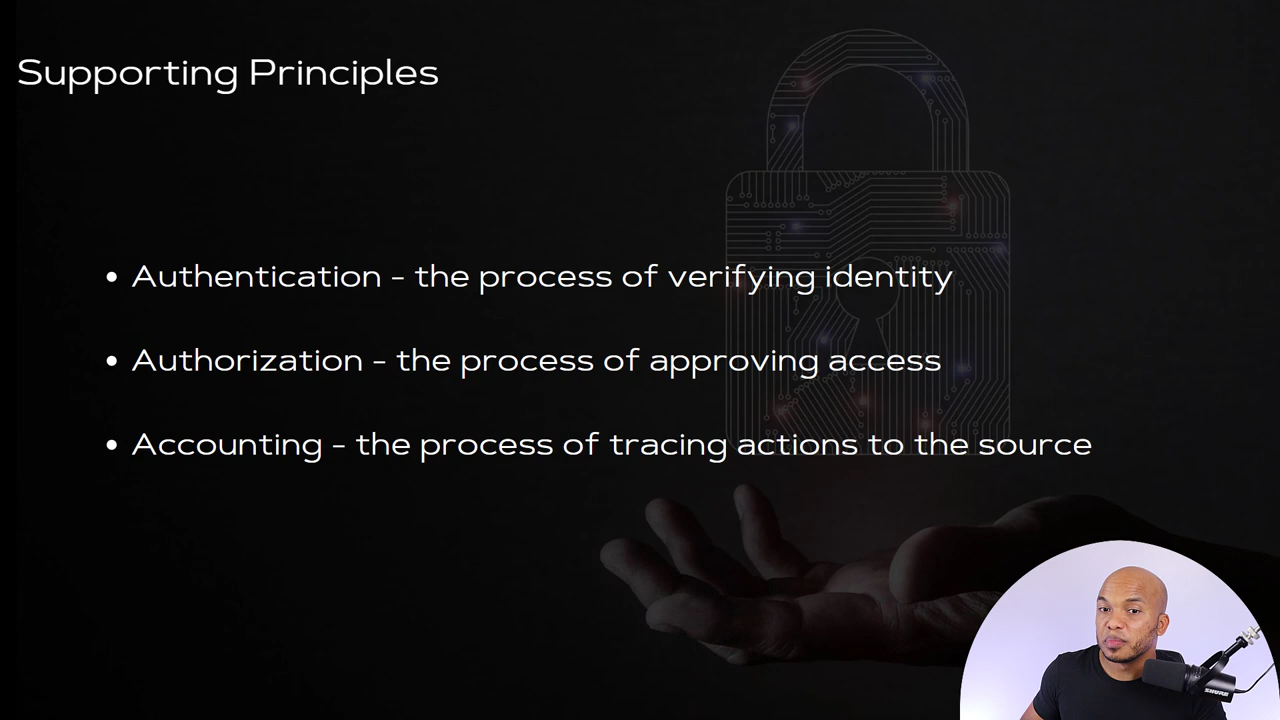 Supporting Principles
• Authentication - the process of verifying identity
• Authorization - the process of approving access
• Accounting - the process of tracing actions to the source
SHURE